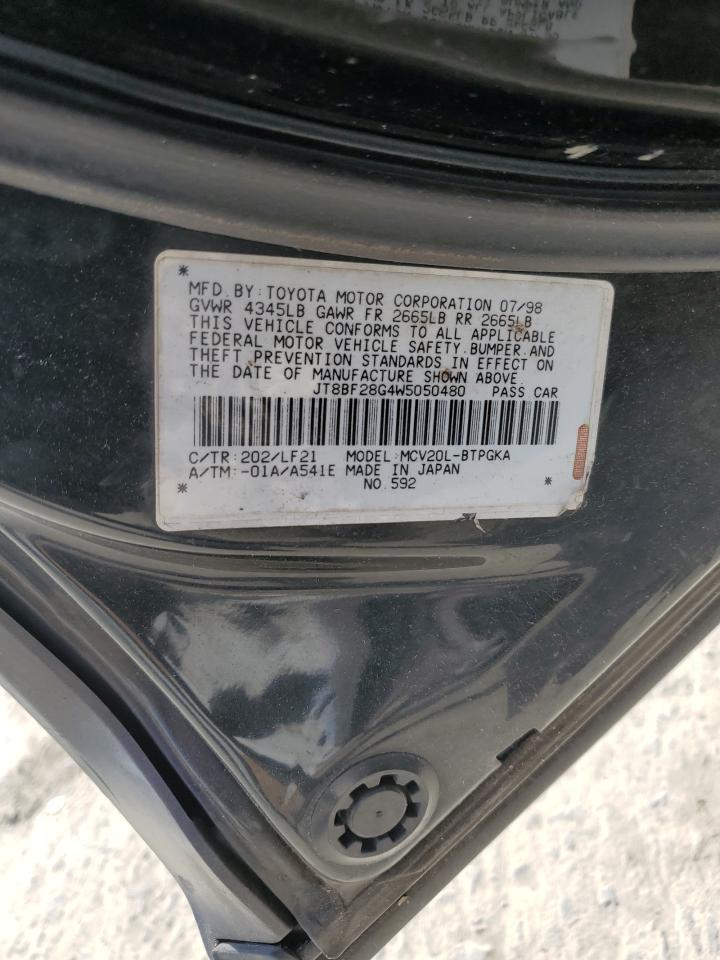 MFD. BY: TOYOTA MOTOR CORPORATION 07/98
GVWR 4345LB GAWR FR 2665LB RR 2665LB
THIS VEHICLE CONFORMS TO ALL APPLICABLE
FEDERAL MOTOR VEHICLE SAFETY, BUMPER, AND
THEFT PREVENTION STANDARDS IN EFFECT ON
THE DATE OF MANUFACTURE SHOWN ABOVE.
JT8BF28G4W5050480 PASS CAR
C/TR: 202/LF21 MODEL: MCV20L-BTPGKA
A/TM: -01A/A541E MADE IN JAPAN
NO. 592